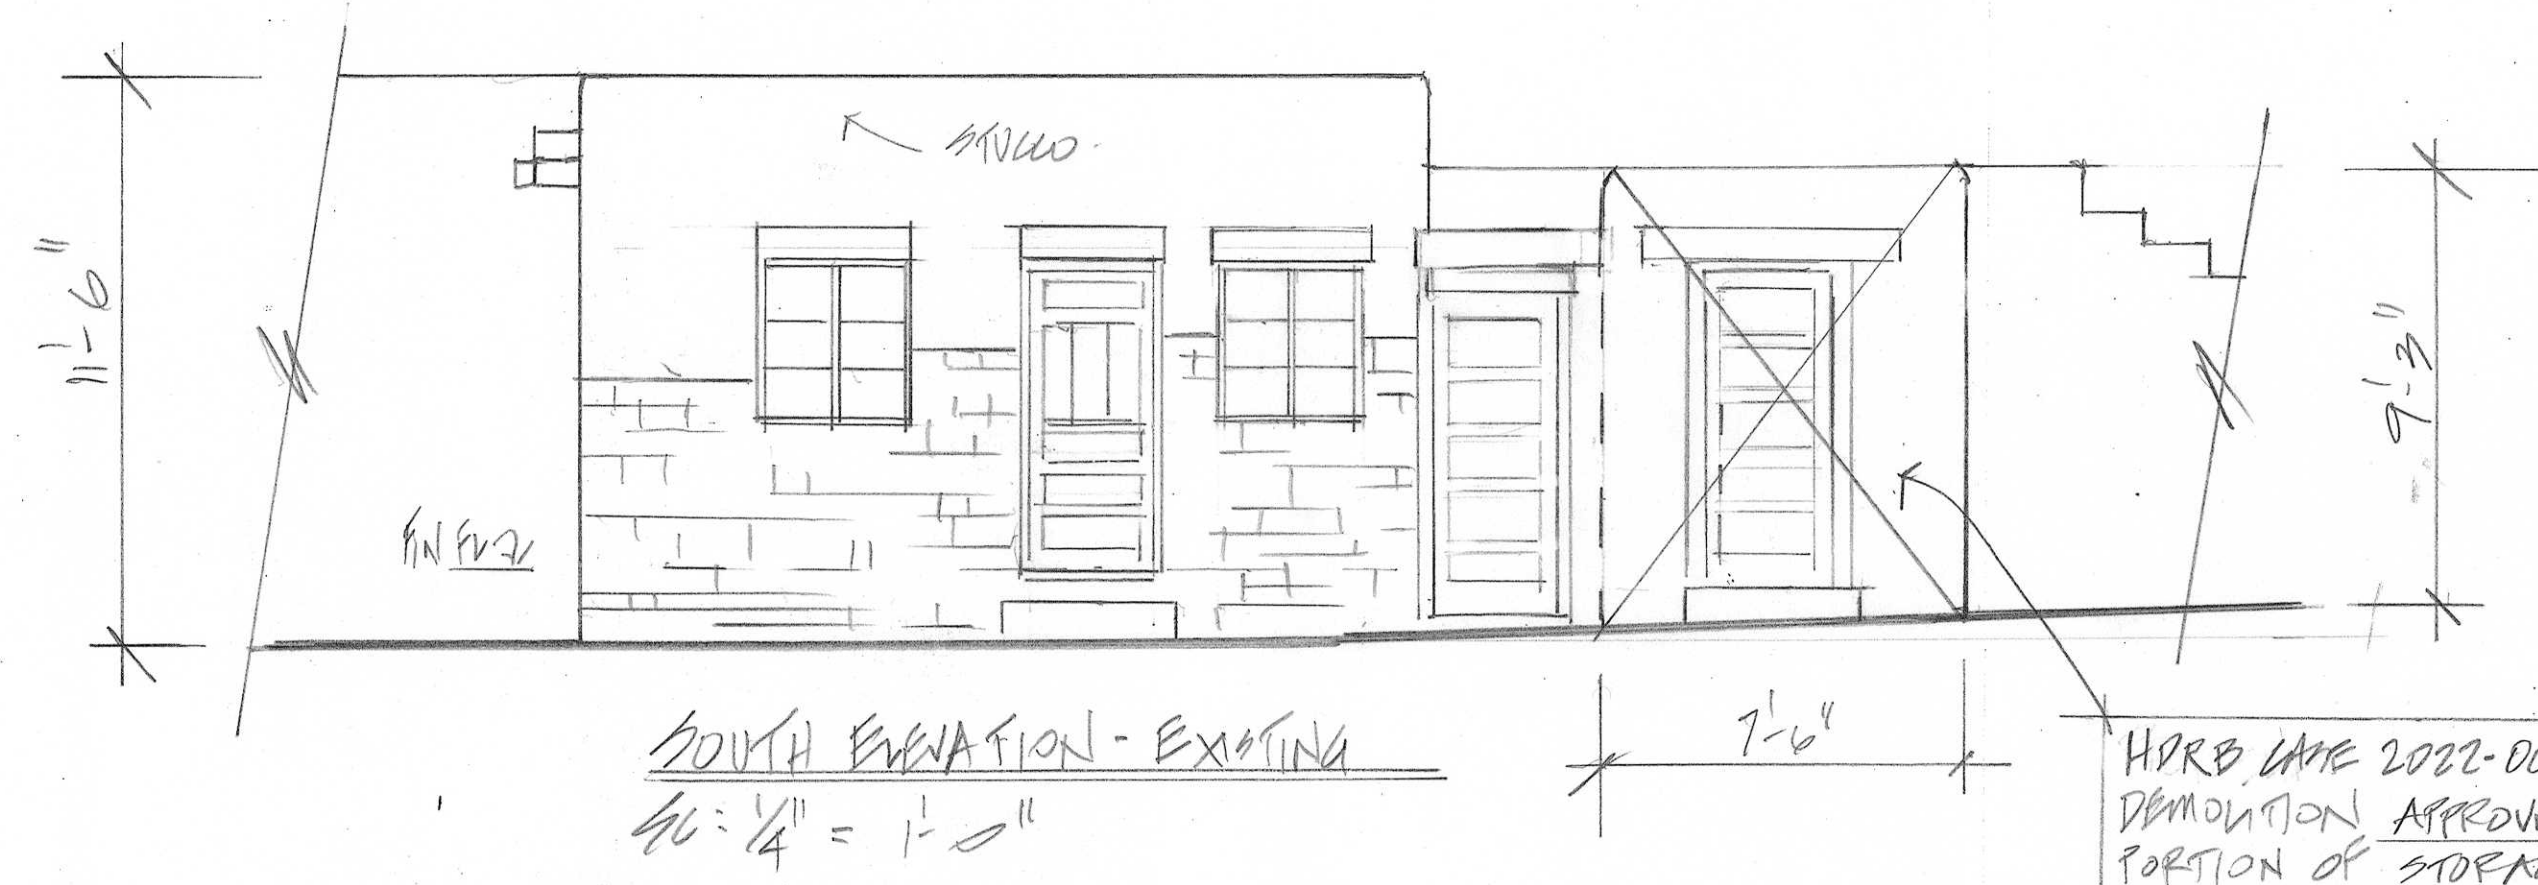 STUCCO
11'-6"
9'-3"
FIN
7'-6"
SOUTH ELEVATION - EXISTING
SC: 1/4" = 1'-0"
HDRB CASE 2022-00
DEMOLITION APPROV
PORTION OF STORA